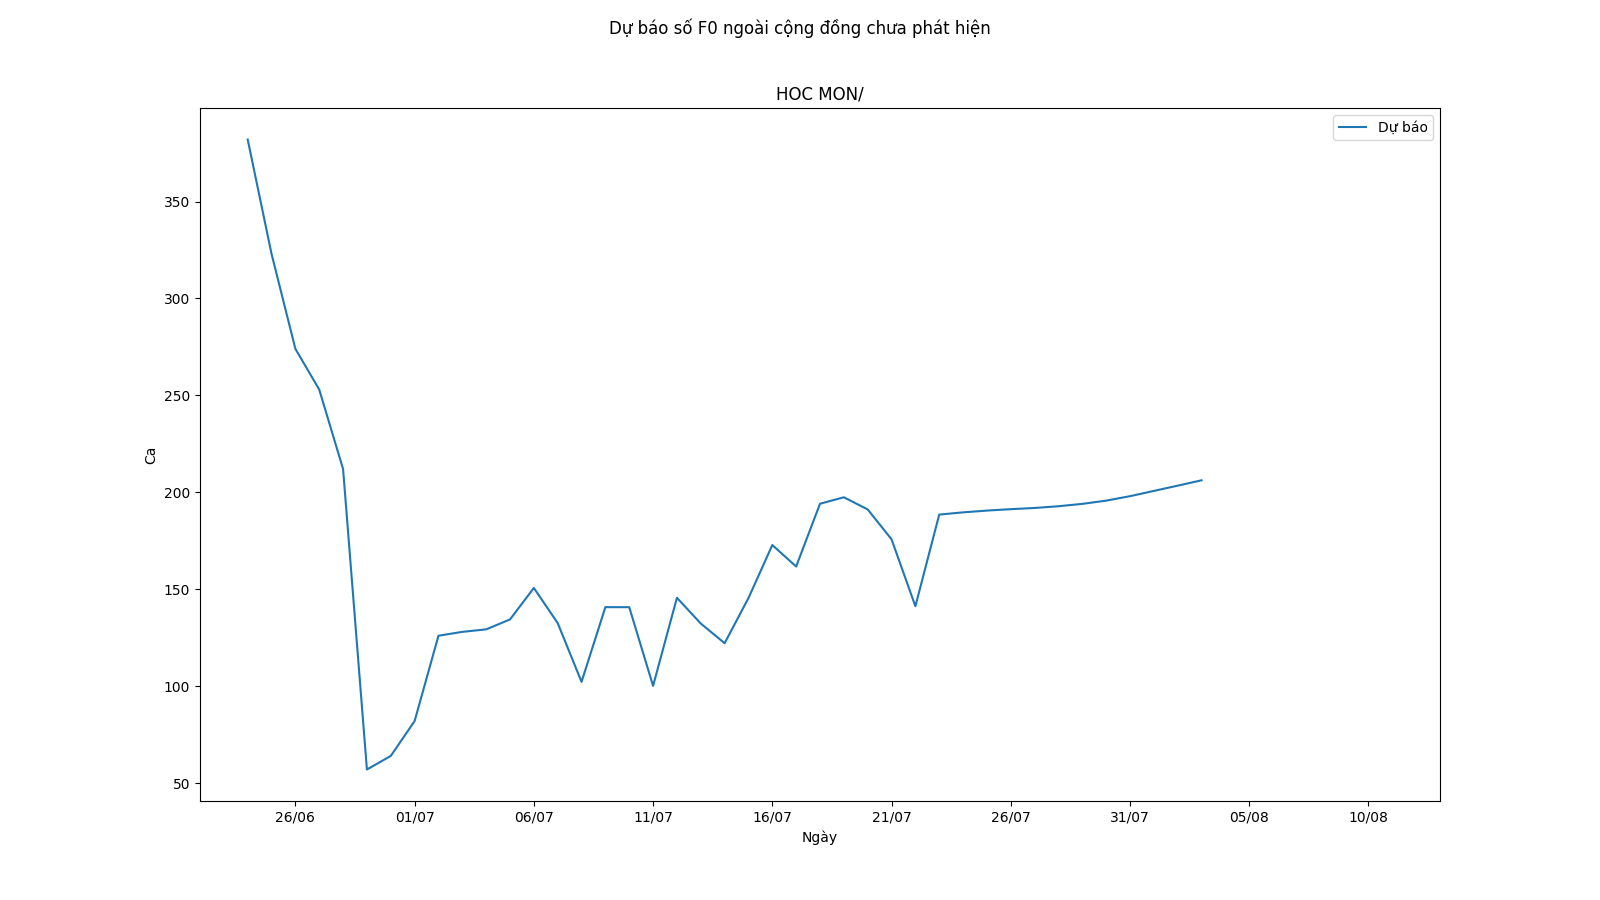 Dự báo số F0 ngoài cộng đồng chưa phát hiện
HOC MON/
Dự báo
350
300
250
200
150
100
50
Ca
26/06 01/07 06/07 11/07 16/07 21/07 26/07 31/07 05/08 10/08
Ngày